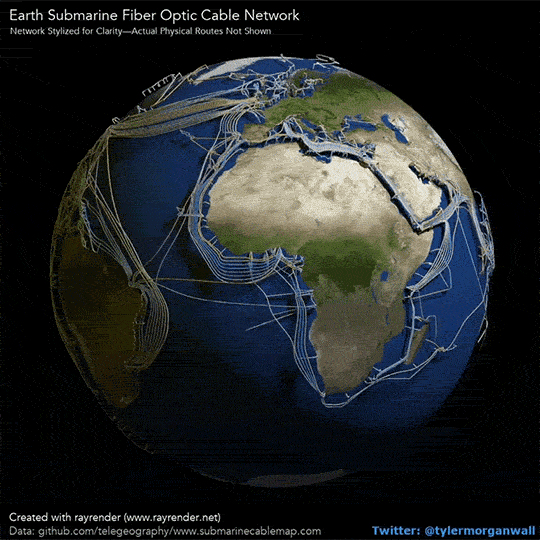 Earth Submarine Fiber Optic Cable Network
Network Stylized for Clarity—Actual Physical Routes Not Shown
Created with rayrender (www.rayrender.net)
Data: github.com/telegeography/www.submarinecablemap.com
Twitter: @tylermorganwall